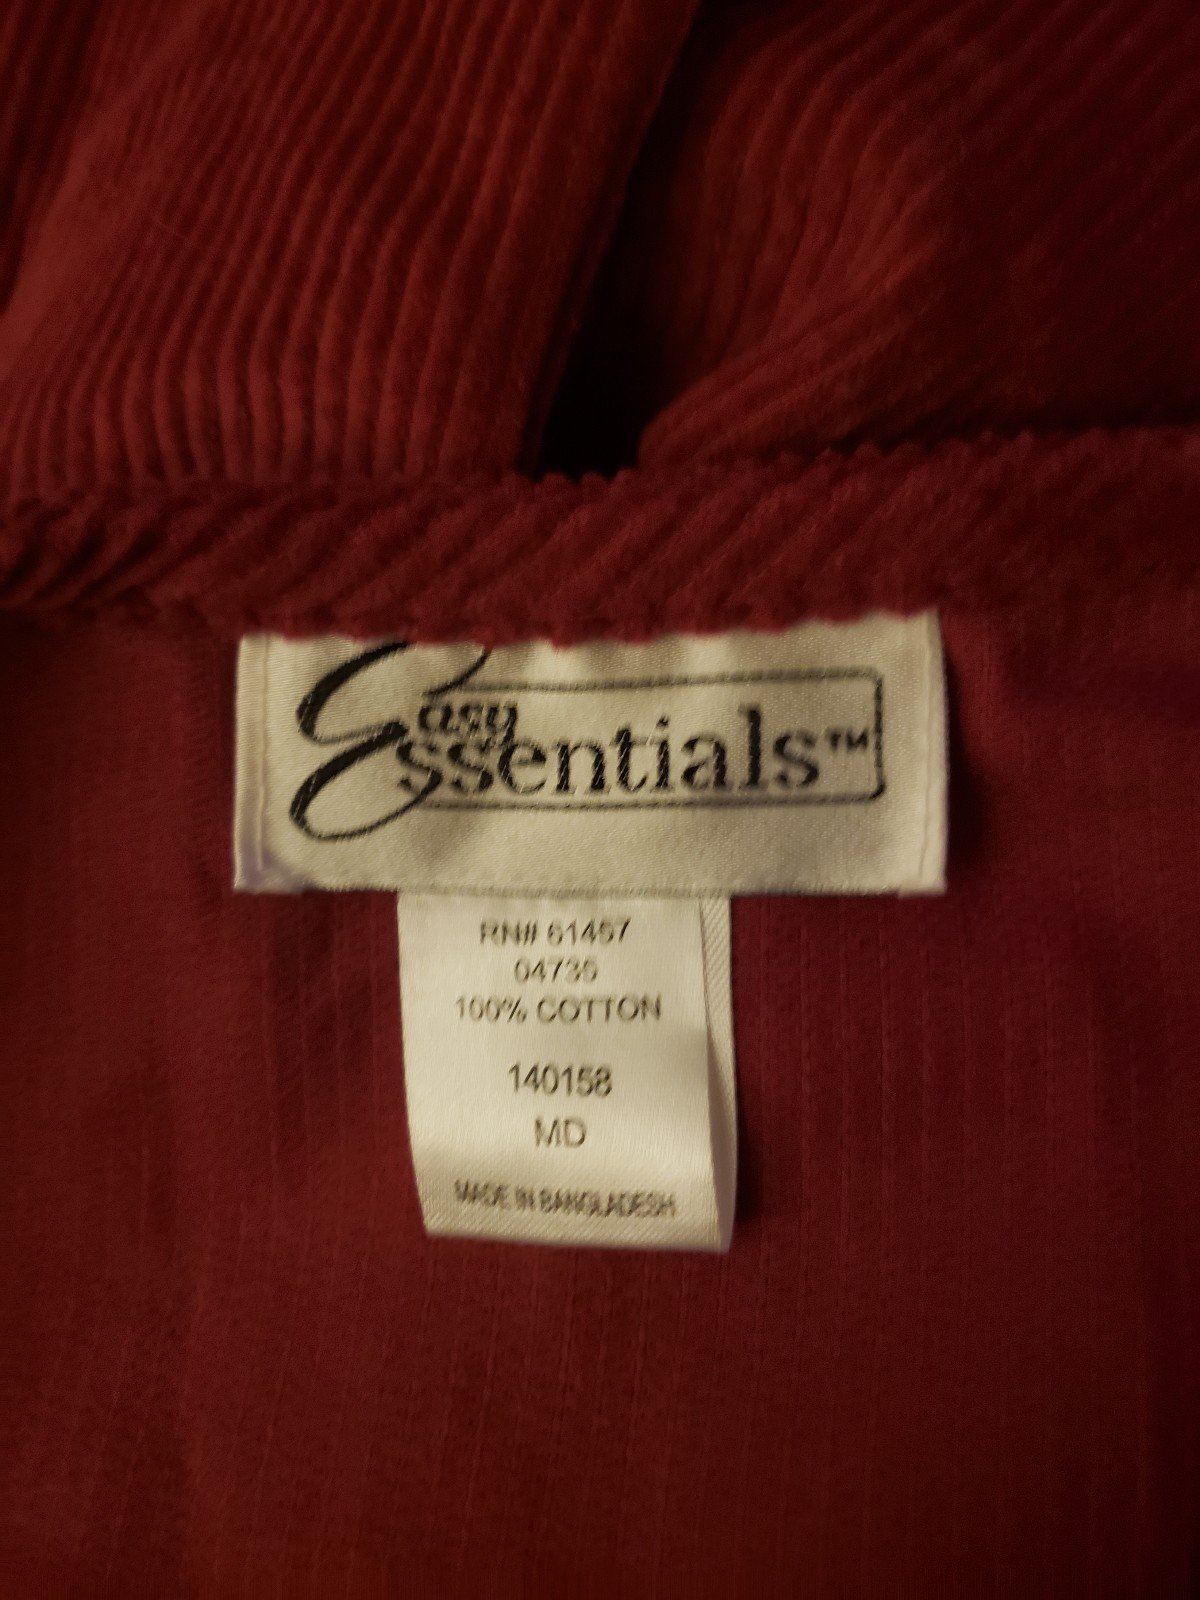 Easy
Essentials™
RN# 61457
04735
100% COTTON
140158
MD
MADE IN BANGLADESH